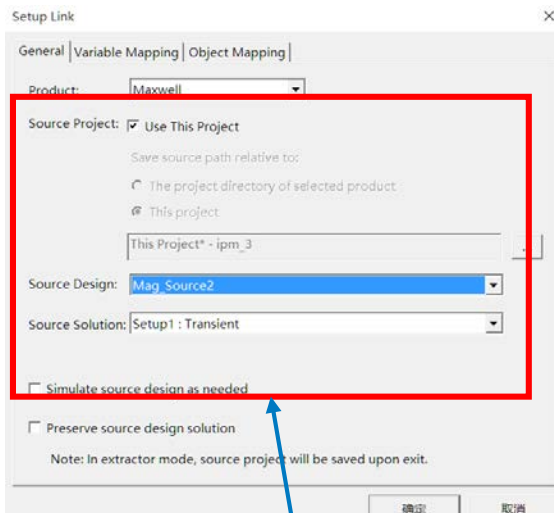 Setup Link
General Variable Mapping Object Mapping
Product: Maxwell
Source Project: Use This Project
Save source path relative to:
The project directory of selected product
This project
This Project* - ipm_3
Source Design: Mag_Source2
Source Solution: Setup1 : Transient
Simulate source design as needed
Preserve source design solution
Note: In extractor mode, source project will be saved upon exit.
确定 取消